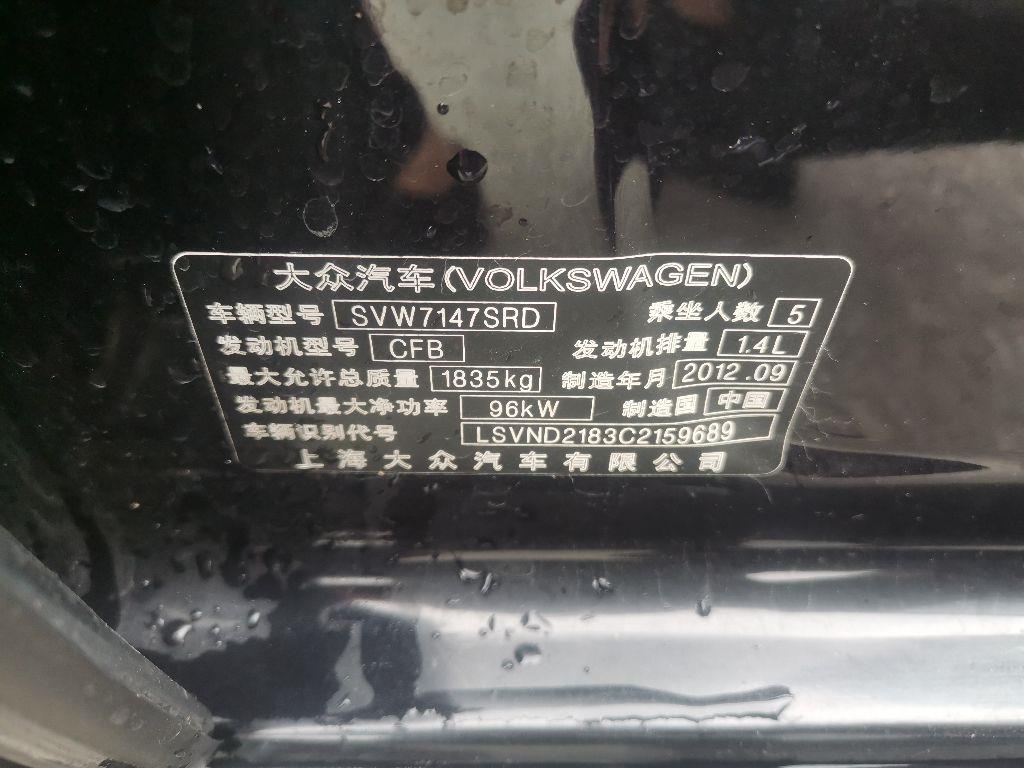 大众汽车(VOLKSWAGEN)
车辆型号 SVW7147SRD 乘坐人数 5
发动机型号 CFB 发动机排量 1.4L
最大允许总质量 1835kg 制造年月 2012.09
发动机最大净功率 96kW 制造国 中国
车辆识别代号 LSVND2183C2159689
上海大众汽车有限公司